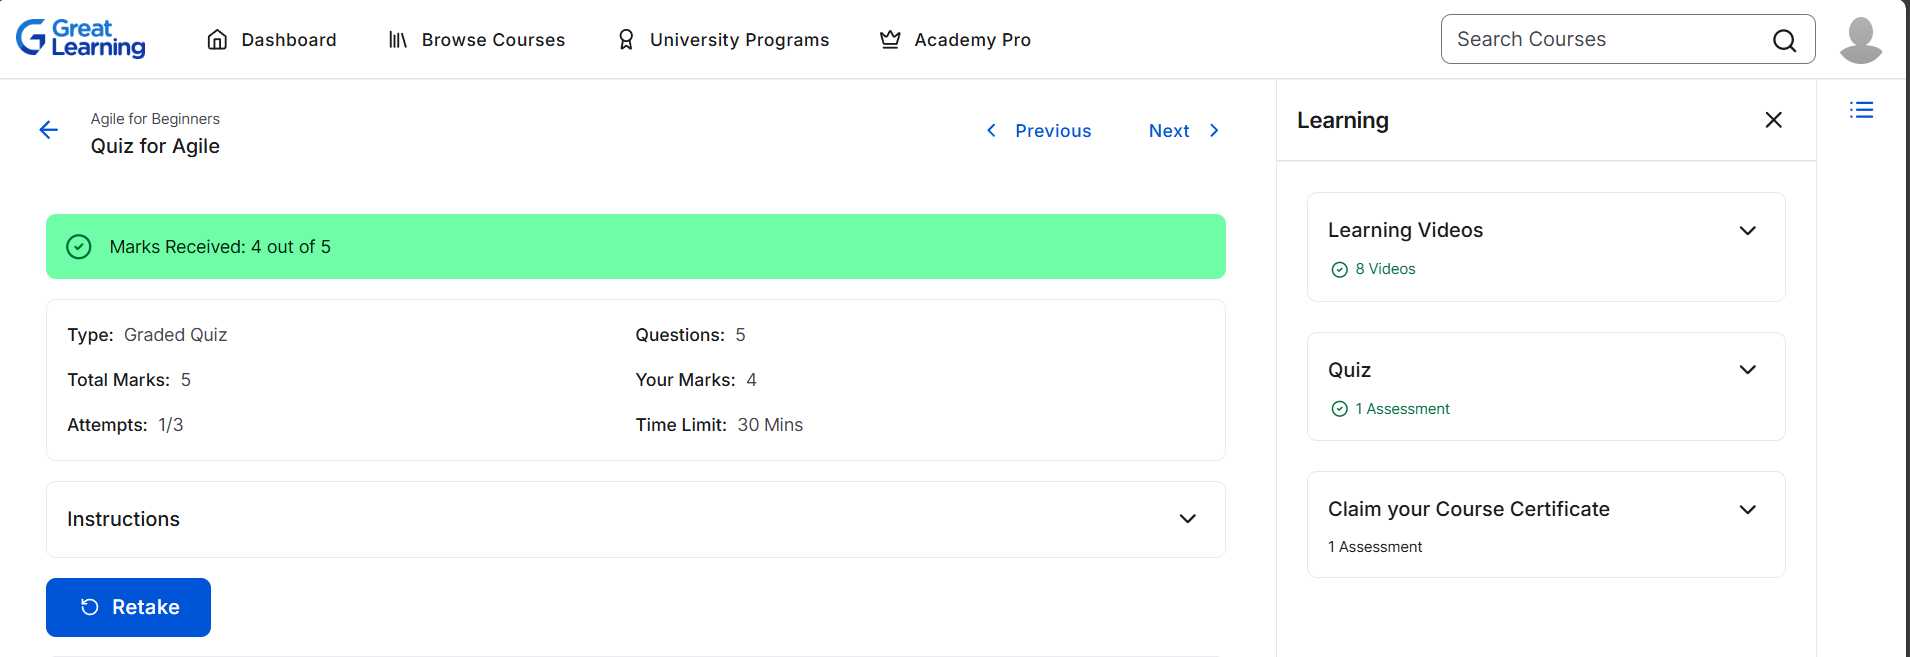 Great Learning
Dashboard
Browse Courses
University Programs
Academy Pro
Search Courses
Agile for Beginners
Quiz for Agile
Previous
Next
Marks Received: 4 out of 5
Type: Graded Quiz
Questions: 5
Total Marks: 5
Your Marks: 4
Attempts: 1/3
Time Limit: 30 Mins
Instructions
Retake
Learning
Learning Videos
8 Videos
Quiz
1 Assessment
Claim your Course Certificate
1 Assessment